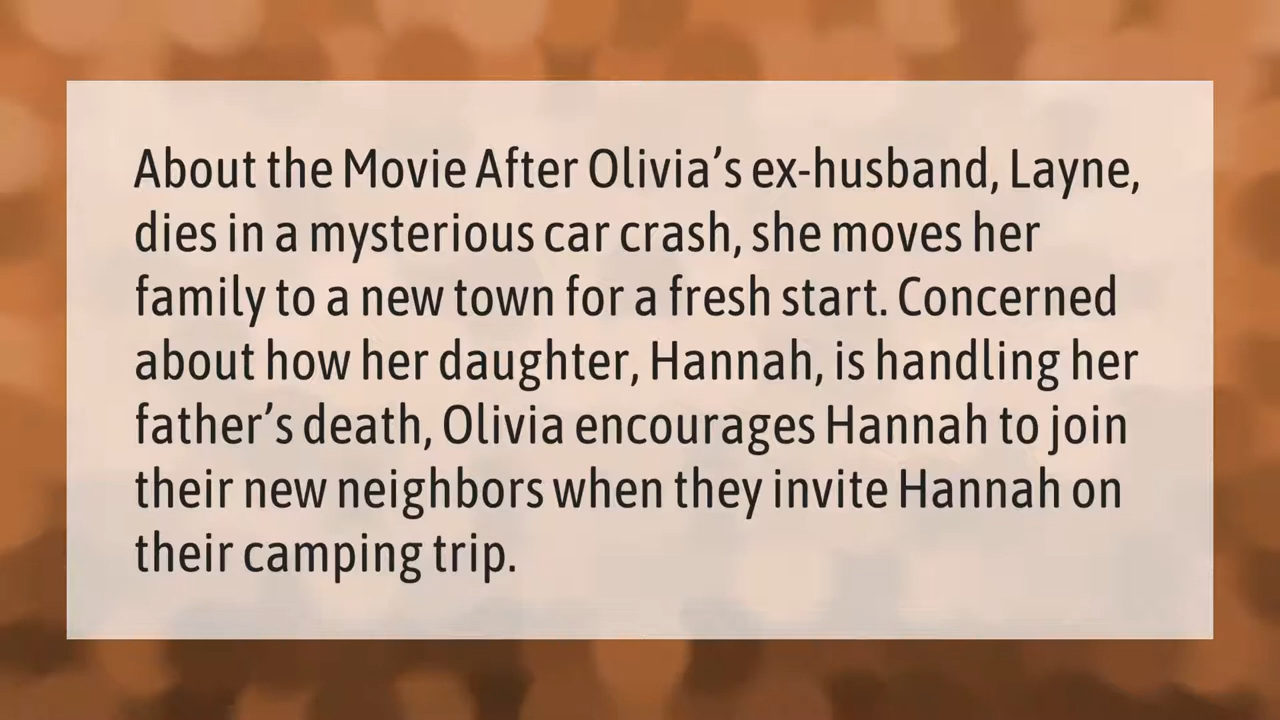 About the Movie After Olivia’s ex-husband, Layne,
dies in a mysterious car crash, she moves her
family to a new town for a fresh start. Concerned
about how her daughter, Hannah, is handling her
father’s death, Olivia encourages Hannah to join
their new neighbors when they invite Hannah on
their camping trip.